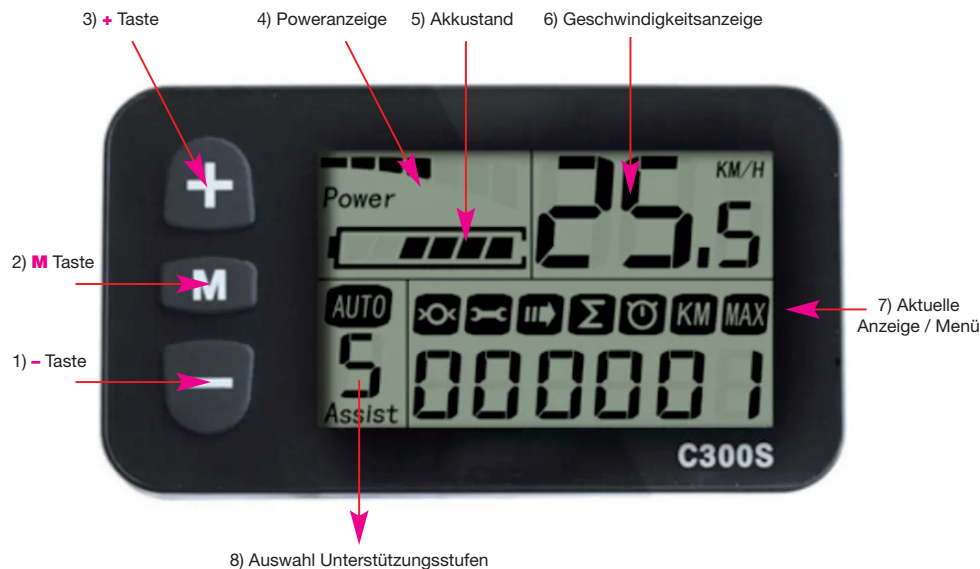 3) + Taste
4) Poweranzeige
5) Akkustand
6) Geschwindigkeitsanzeige
+
Power
25.5
KM/H
2) M Taste
M
AUTO
Σ
KM
MAX
7) Aktuelle
Anzeige / Menü
1) – Taste
–
5
Assist
000001
C300S
8) Auswahl Unterstützungsstufen